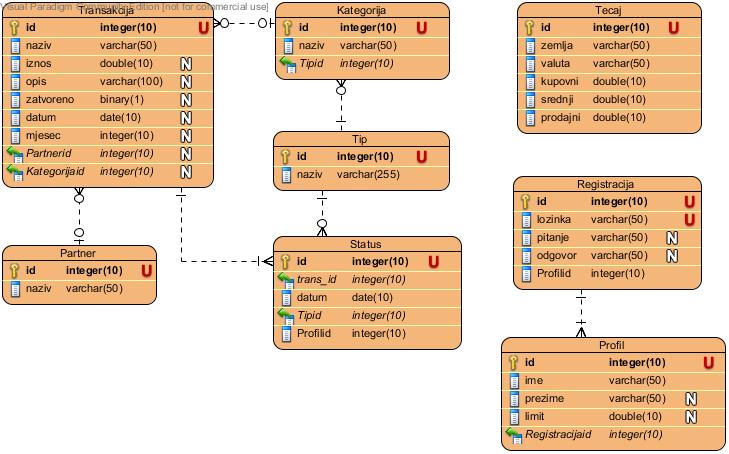 Visual Paradigm Community Edition [not for commercial use]
Transakcija
id integer(10) U
naziv varchar(50)
iznos double(10) N
opis varchar(100) N
zatvoreno binary(1) N
datum date(10) N
mjesec integer(10) N
Partnerid integer(10) N
Kategorijaid integer(10) N
Kategorija
id integer(10) U
naziv varchar(50)
Tipid integer(10)
Tecaj
id integer(10) U
zemlja varchar(50)
valuta varchar(50)
kupovni double(10)
srednji double(10)
prodajni double(10)
Tip
id integer(10) U
naziv varchar(255)
Registracija
id integer(10) U
lozinka varchar(50) U
pitanje varchar(50) N
odgovor varchar(50) N
Profilid integer(10)
Partner
id integer(10) U
naziv varchar(50)
Status
id integer(10) U
trans_id integer(10)
datum date(10)
Tipid integer(10)
Profilid integer(10)
Profil
id integer(10) U
ime varchar(50)
prezime varchar(50) N
limit double(10) N
Registracijaid integer(10)